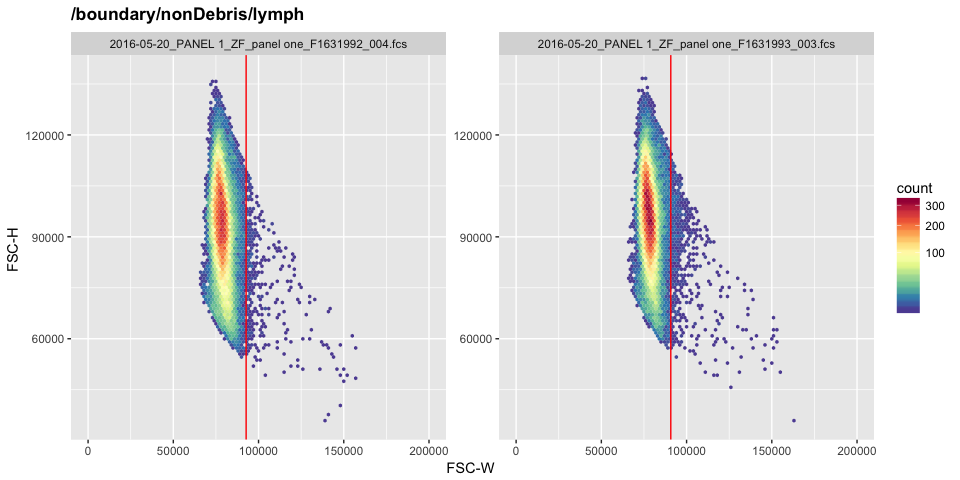 /boundary/nonDebris/lymph
2016-05-20_PANEL 1_ZF_panel one_F1631992_004.fcs
2016-05-20_PANEL 1_ZF_panel one_F1631993_003.fcs
FSC-H
120000
90000
60000
120000
90000
60000
0 50000 100000 150000 200000
0 50000 100000 150000 200000
FSC-W
count
300
200
100